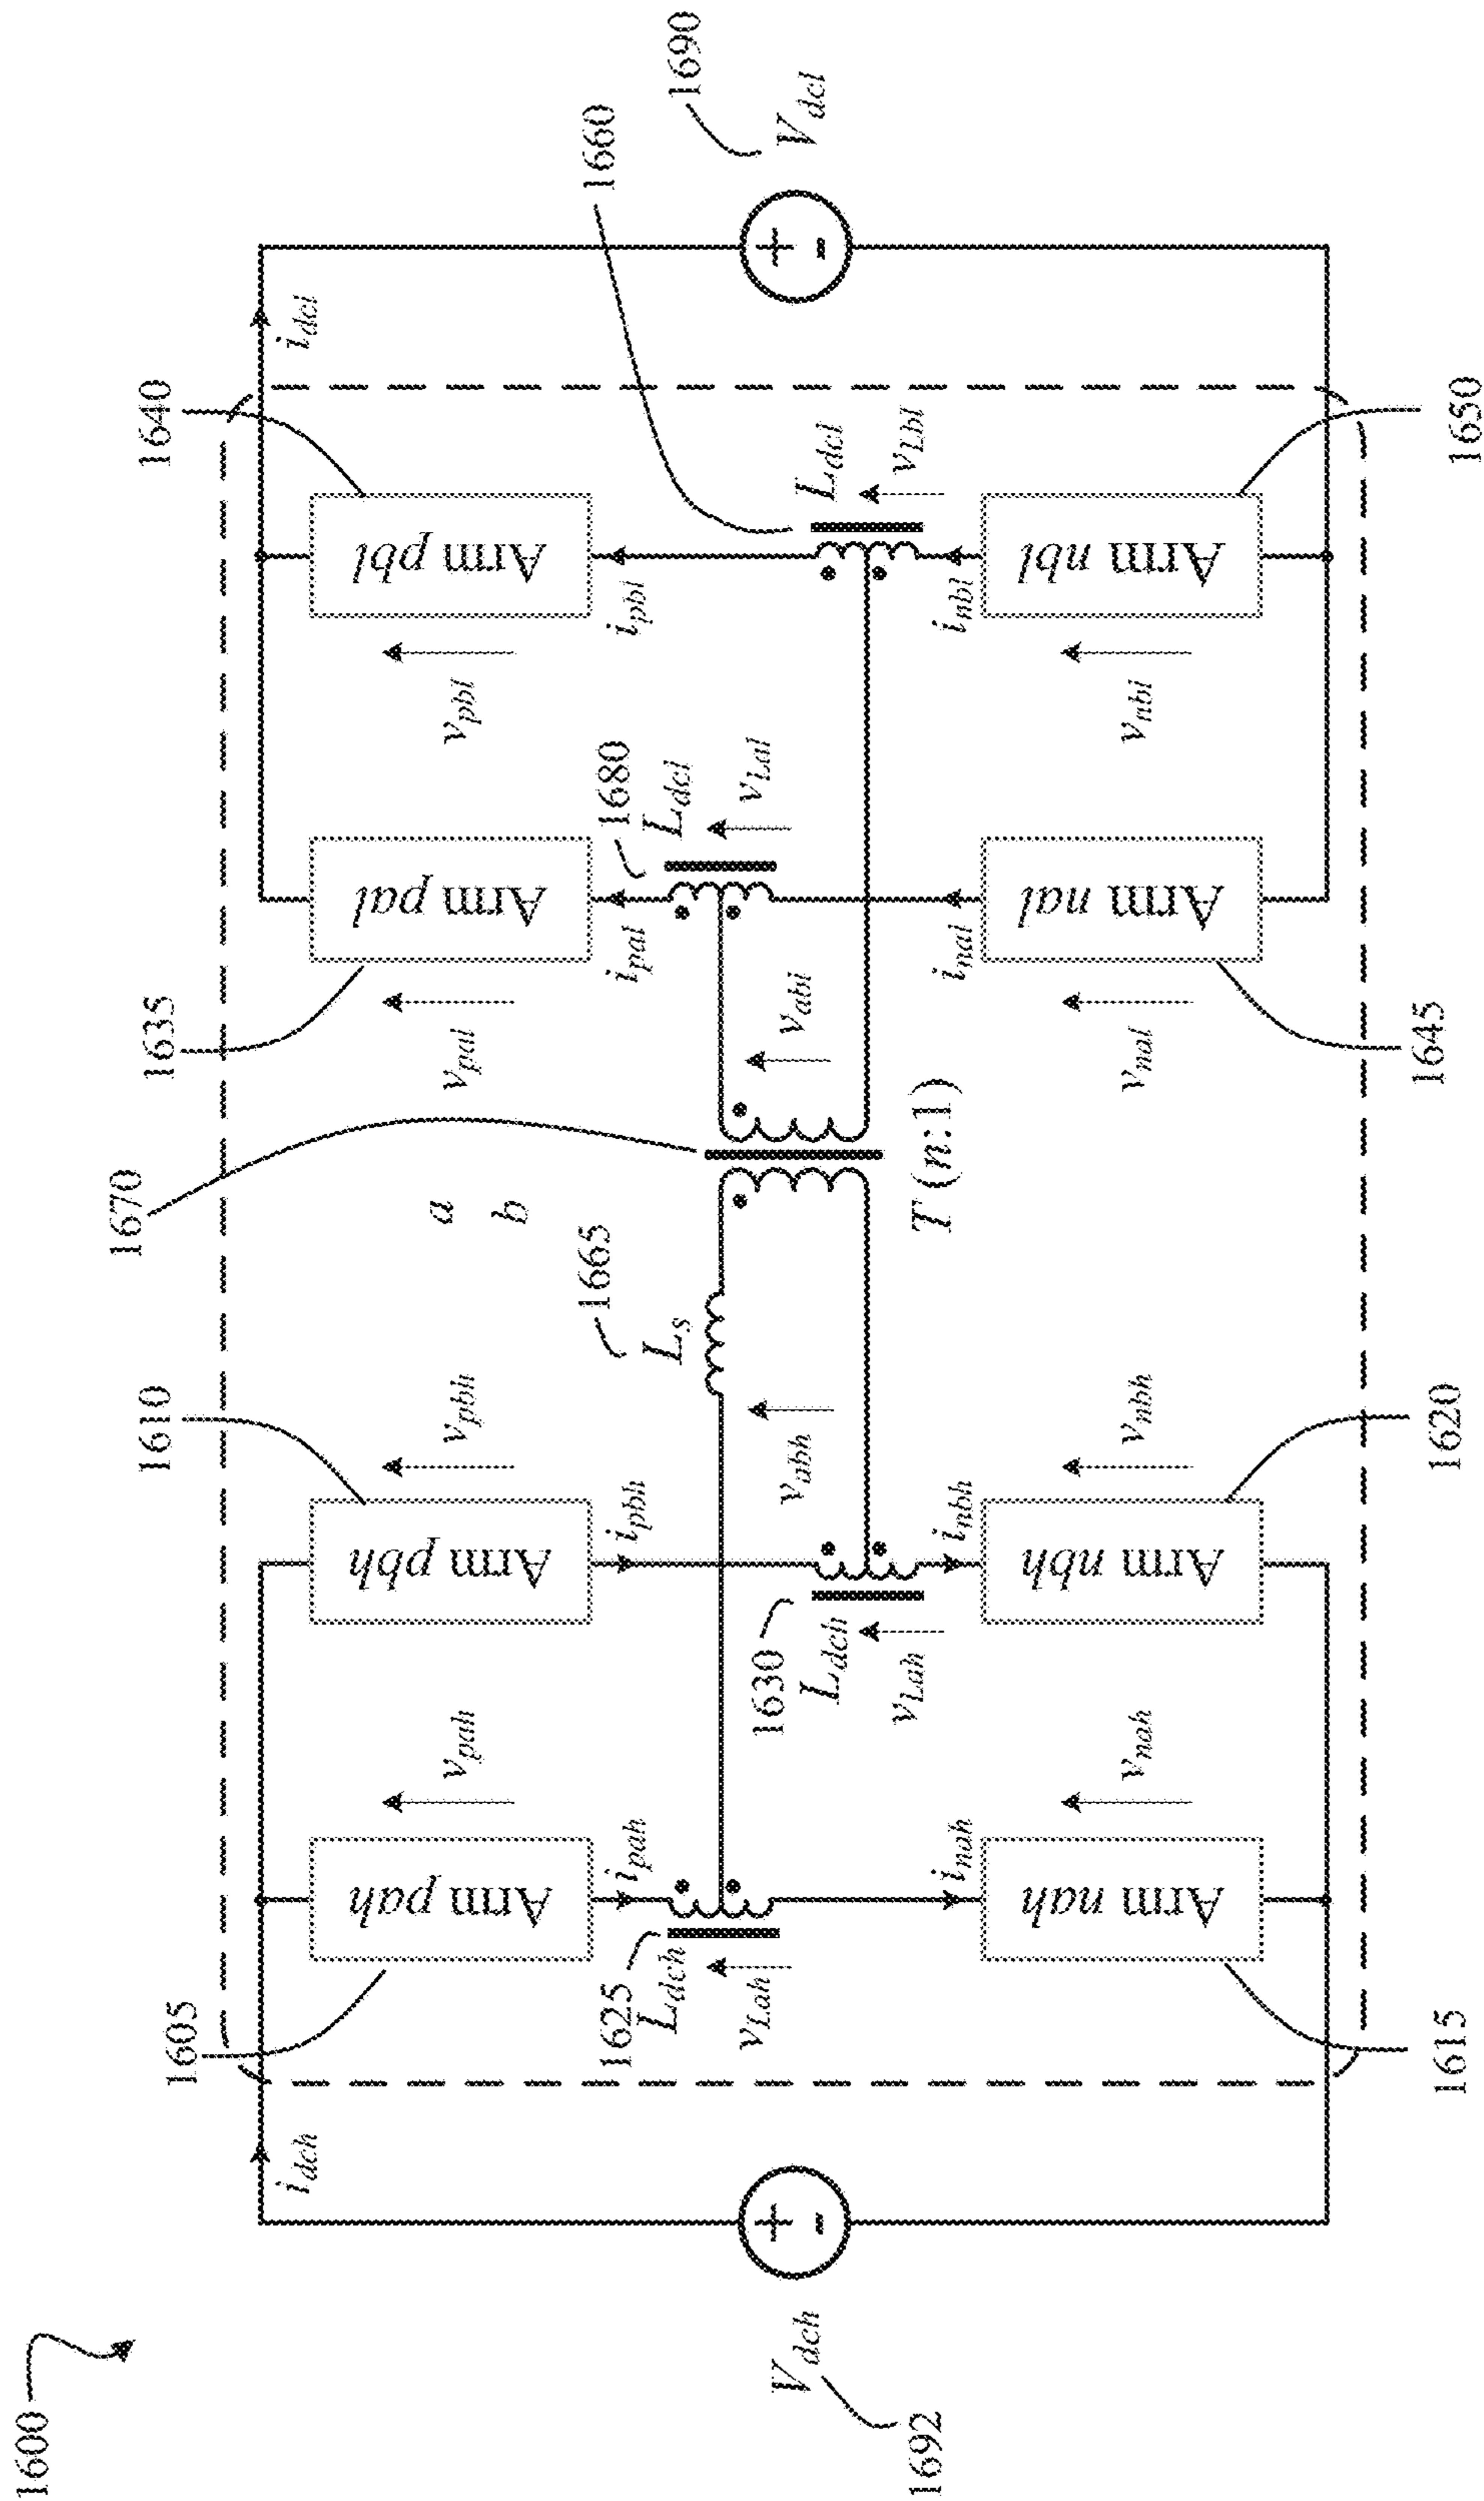 1600
1605
1610
1670
1635
1640
i_dch
i_dcl
Arm pah
Arm pbh
Arm pal
Arm pbl
v_pah
v_pbh
v_pal
v_pbl
a
b
i_pah
i_pbh
i_pal
i_pbl
1625
L_dch
v_Lah
1665
L_s
1680
L_dcl
v_Lal
1660
1690
V_dch
1692
+
-
1630
L_dch
v_Lah
v_abh
v_abl
L_dcl
v_Lbl
+
-
V_dcl
T (n:1)
i_nah
i_nbh
i_nal
i_nbl
Arm nah
Arm nbh
Arm nal
Arm nbl
v_nah
v_nbh
v_nal
v_nbl
1615
1620
1645
1650